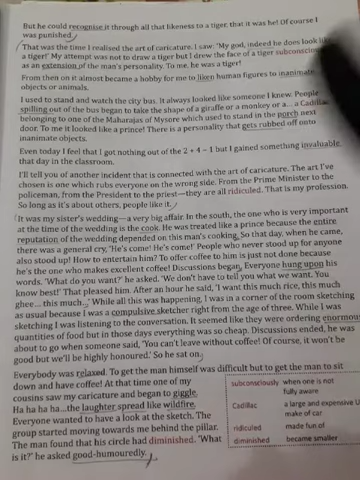 But he could recognise it through all that likeness to a tiger, that it was he! Of course I
was punished.
That was the time I realised the art of caricature. I saw: 'My god, indeed he does look like
a tiger!' My attempt was not to draw a tiger but I drew the face of a tiger subconsciously
as an extension of the man's personality. To me, he was a tiger!
From then on it almost became a hobby for me to liken human figures to inanimate
objects or animals.
I used to stand and watch the city bus. It always looked like someone I knew. People
spilling out of the bus began to take the shape of a giraffe or a monkey or a... a Cadillac
belonging to one of the Maharajas of Mysore which used to stand in the porch next
door. To me it looked like a prince! There is a personality that gets rubbed off onto
inanimate objects.
Even today I feel that I got nothing out of the 2 + 4 – 1 but I gained something invaluable
that day in the classroom.
I'll tell you of another incident that is connected with the art of caricature. The art I've
chosen is one which rubs everyone on the wrong side. From the Prime Minister to the
policeman, from the President to the priest—they are all ridiculed. That is my profession.
So long as it's about others, people like it.
It was my sister's wedding—a very big affair. In the south, the one who is very important
at the time of the wedding is the cook. He was treated like a prince because the entire
reputation of the wedding depended on this man's cooking. So that day, when he came,
there was a general cry, 'He's come! He's come!' People who never stood up for anyone
also stood up! How to entertain him? To offer coffee to him is just not done because
he's the one who makes excellent coffee! Discussions began. Everyone hung upon his
words. 'What do you want?' he asked. 'We don't have to tell you what we want. You
know best!' That pleased him. After an hour he said, 'I want this much rice, this much
ghee... this much...' While all this was happening, I was in a corner of the room sketching
as usual because I was a compulsive sketcher right from the age of three. While I was
sketching I was listening to the conversation. It seemed like they were ordering enormous
quantities of food but in those days everything was so cheap. Discussions ended, he was
about to go when someone said, 'You can't leave without coffee! Of course, it won't be
good but we'll be highly honoured.' So he sat on.
Everybody was relaxed. To get the man himself was difficult but to get the man to sit
down and have coffee! At that time one of my
cousins saw my caricature and began to giggle.
Ha ha ha ha...the laughter spread like wildfire.
Everyone wanted to have a look at the sketch. The
group started moving towards me behind the pillar.
The man found that his circle had diminished. 'What
is it?' he asked good-humouredly.
subconsciously when one is not
fully aware
Cadillac a large and expensive U
make of car
ridiculed made fun of
diminished became smaller